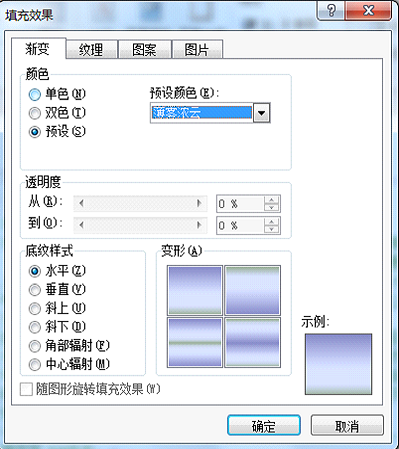 填充效果
渐变 纹理 图案 图片
颜色
单色(N) 预设颜色(E):
双色(T) 薄雾浓云
预设(S)
透明度
从(R): 0 %
到(O): 0 %
底纹样式 变形(A)
水平(Z)
垂直(V)
斜上(U)
斜下(D) 示例:
角部辐射(F)
中心辐射(M)
随图形旋转填充效果(W)
确定 取消